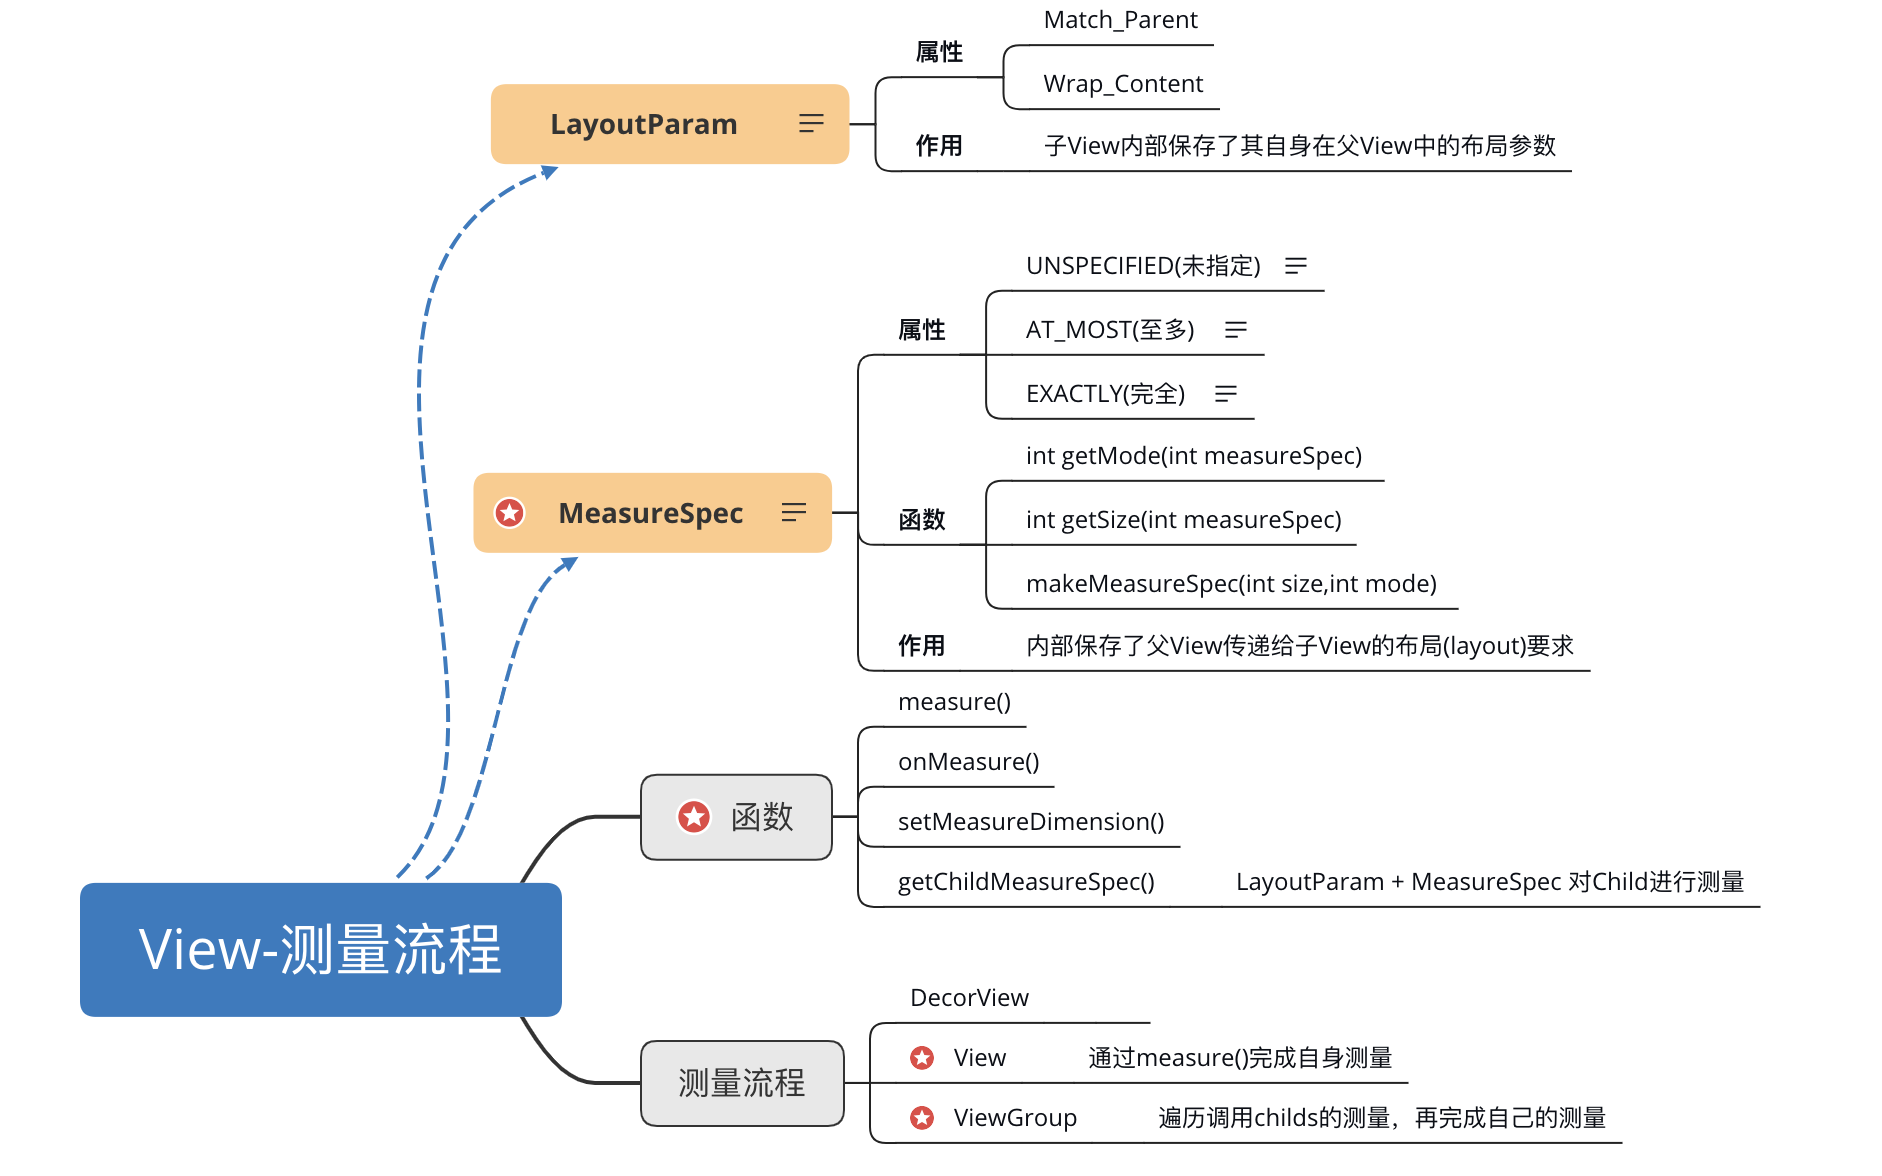 LayoutParam
属性
Match_Parent
Wrap_Content
作用
子View内部保存了其自身在父View中的布局参数
MeasureSpec
属性
UNSPECIFIED(未指定)
AT_MOST(至多)
EXACTLY(完全)
函数
int getMode(int measureSpec)
int getSize(int measureSpec)
makeMeasureSpec(int size,int mode)
作用
内部保存了父View传递给子View的布局(layout)要求
View-测量流程
函数
measure()
onMeasure()
setMeasureDimension()
getChildMeasureSpec()
LayoutParam + MeasureSpec 对Child进行测量
测量流程
DecorView
View
通过measure()完成自身测量
ViewGroup
遍历调用childs的测量，再完成自己的测量